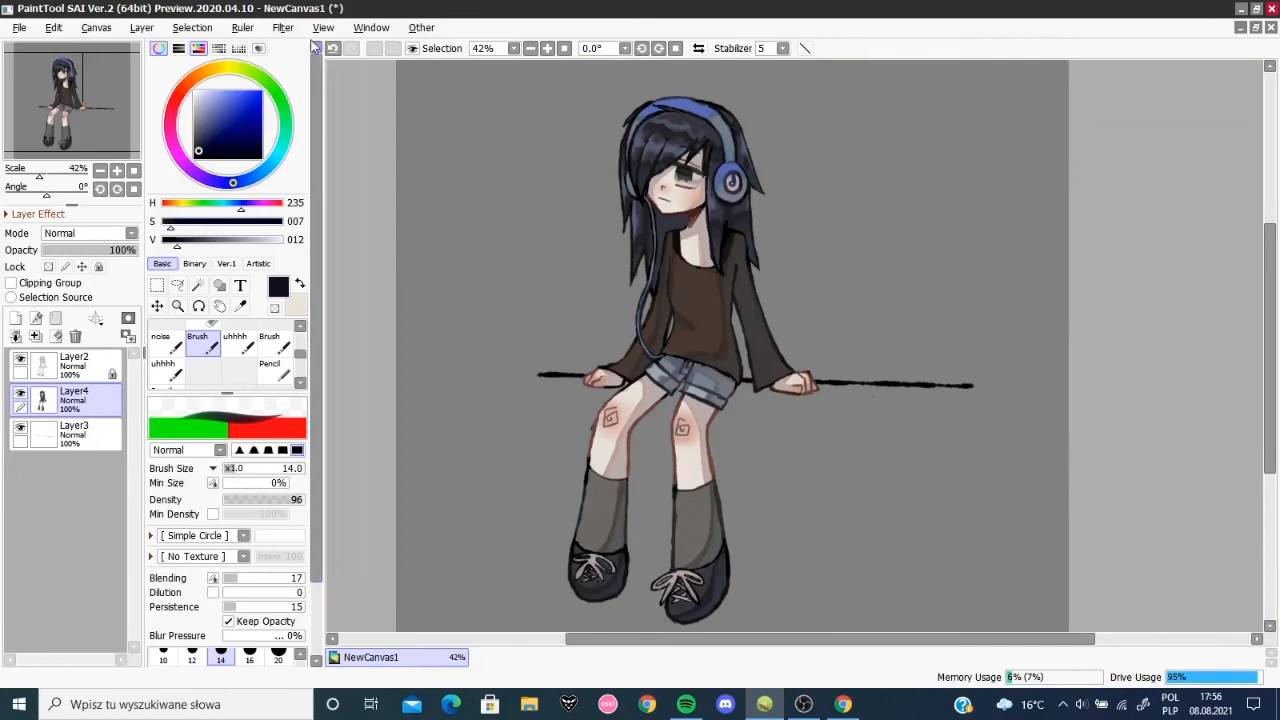 PaintTool SAI Ver.2 (64bit) Preview.2020.04.10 - NewCanvas1 (*)
File Edit Canvas Layer Selection Ruler Filter View Window Other
Selection 42% 0.0° Stabilizer 5
Scale 42%
Angle 0°
Layer Effect
Mode Normal
Opacity 100%
Lock
Clipping Group
Selection Source
Layer2
Normal
100%
Layer4
Normal
100%
Layer3
Normal
100%
H 235
S 007
V 012
Basic Binary Ver.1 Artistic
T
noise Brush uhhhh Brush
uhhhh Pencil
Normal
Brush Size x1.0 14.0
Min Size 0%
Density 96
Min Density 100%
[ Simple Circle ]
[ No Texture ] 100
Blending 17
Dilution 0
Persistence 15
Keep Opacity
Blur Pressure ... 0%
10 12 14 16 20
NewCanvas1 42%
Memory Usage 6% (7%) Drive Usage 95%
Wpisz tu wyszukiwane słowa
osu!
16°C
POL
PLP
17:56
08.08.2021